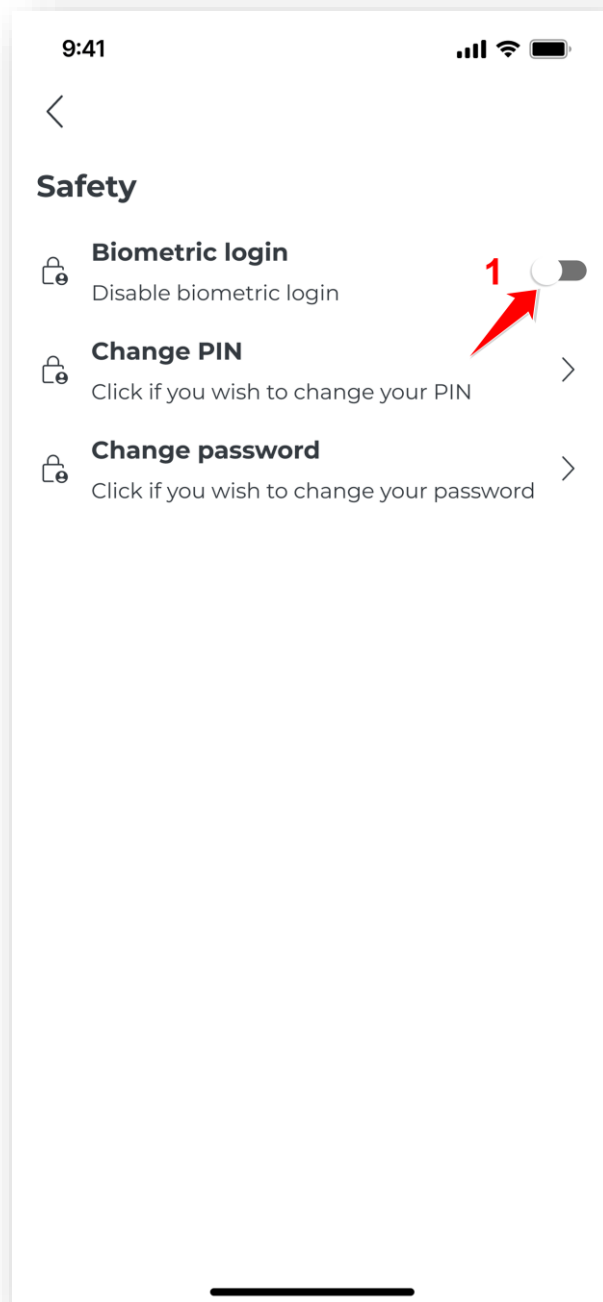 9:41
Safety
Biometric login
Disable biometric login
1
Change PIN
Click if you wish to change your PIN
Change password
Click if you wish to change your password